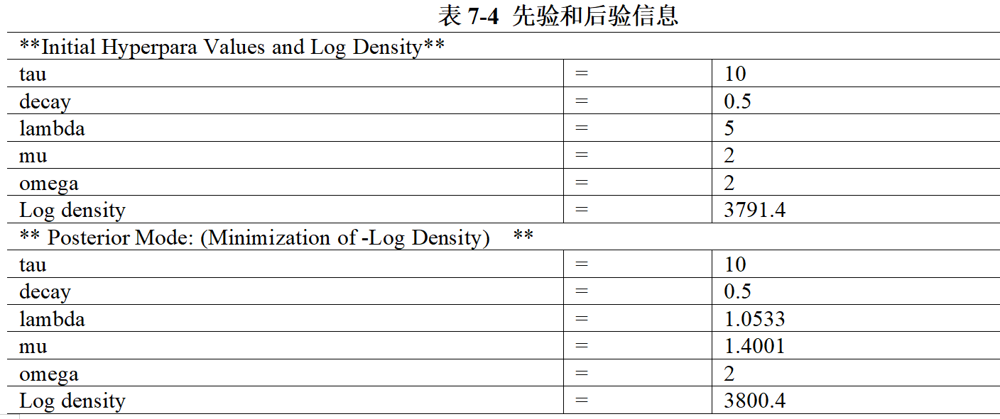 表 7-4 先验和后验信息
**Initial Hyperpara Values and Log Density**
tau = 10
decay = 0.5
lambda = 5
mu = 2
omega = 2
Log density = 3791.4
** Posterior Mode: (Minimization of -Log Density) **
tau = 10
decay = 0.5
lambda = 1.0533
mu = 1.4001
omega = 2
Log density = 3800.4